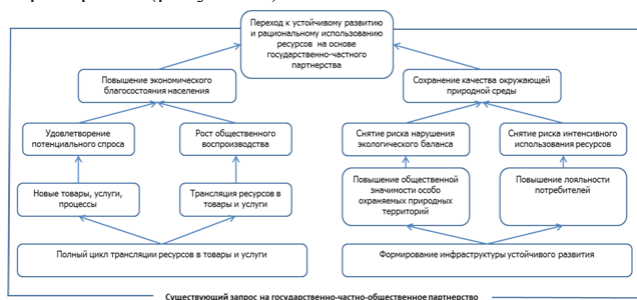 Переход к устойчивому развитию
и рациональному использованию
ресурсов на основе
государственно-частного
партнерства
Повышение экономического
благосостояния населения
Сохранение качества окружающей
природной среды
Удовлетворение
потенциального спроса
Рост общественного
воспроизводства
Снятие риска нарушения
экологического баланса
Снятие риска интенсивного
использования ресурсов
Новые товары, услуги,
процессы
Трансляция ресурсов в
товары и услуги
Повышение общественной
значимости особо
охраняемых природных
территорий
Повышение лояльности
потребителей
Полный цикл трансляции ресурсов в товары и услуги
Формирование инфраструктуры устойчивого развития
Существующий запрос на государственно-частно-общественное партнерство